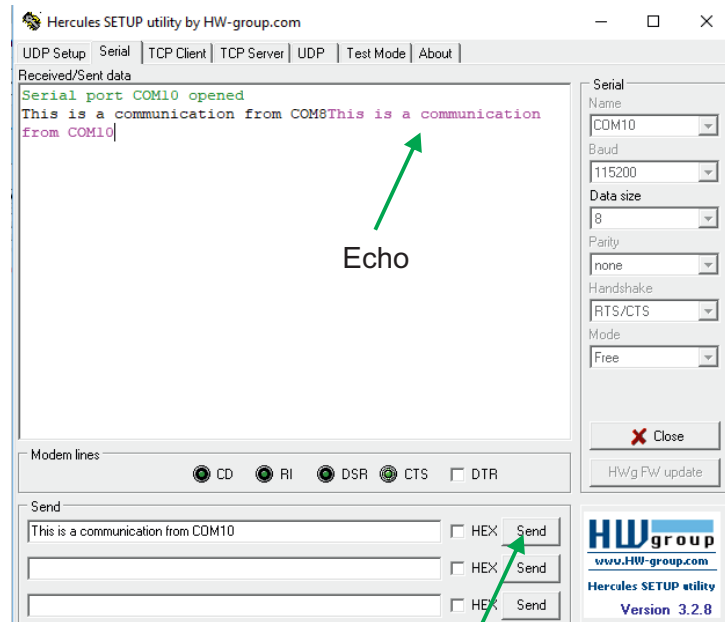 Hercules SETUP utility by HW-group.com
UDP Setup Serial TCP Client TCP Server UDP Test Mode About
Received/Sent data
Serial port COM10 opened
This is a communication from COM8This is a communication
from COM10
Echo
Serial
Name
COM10
Baud
115200
Data size
8
Parity
none
Handshake
RTS/CTS
Mode
Free
Close
HWg FW update
Modem lines
CD RI DSR CTS DTR
Send
This is a communication from COM10
HEX Send
HEX Send
HEX Send
HWgroup
www.HW-group.com
Hercules SETUP utility
Version 3.2.8